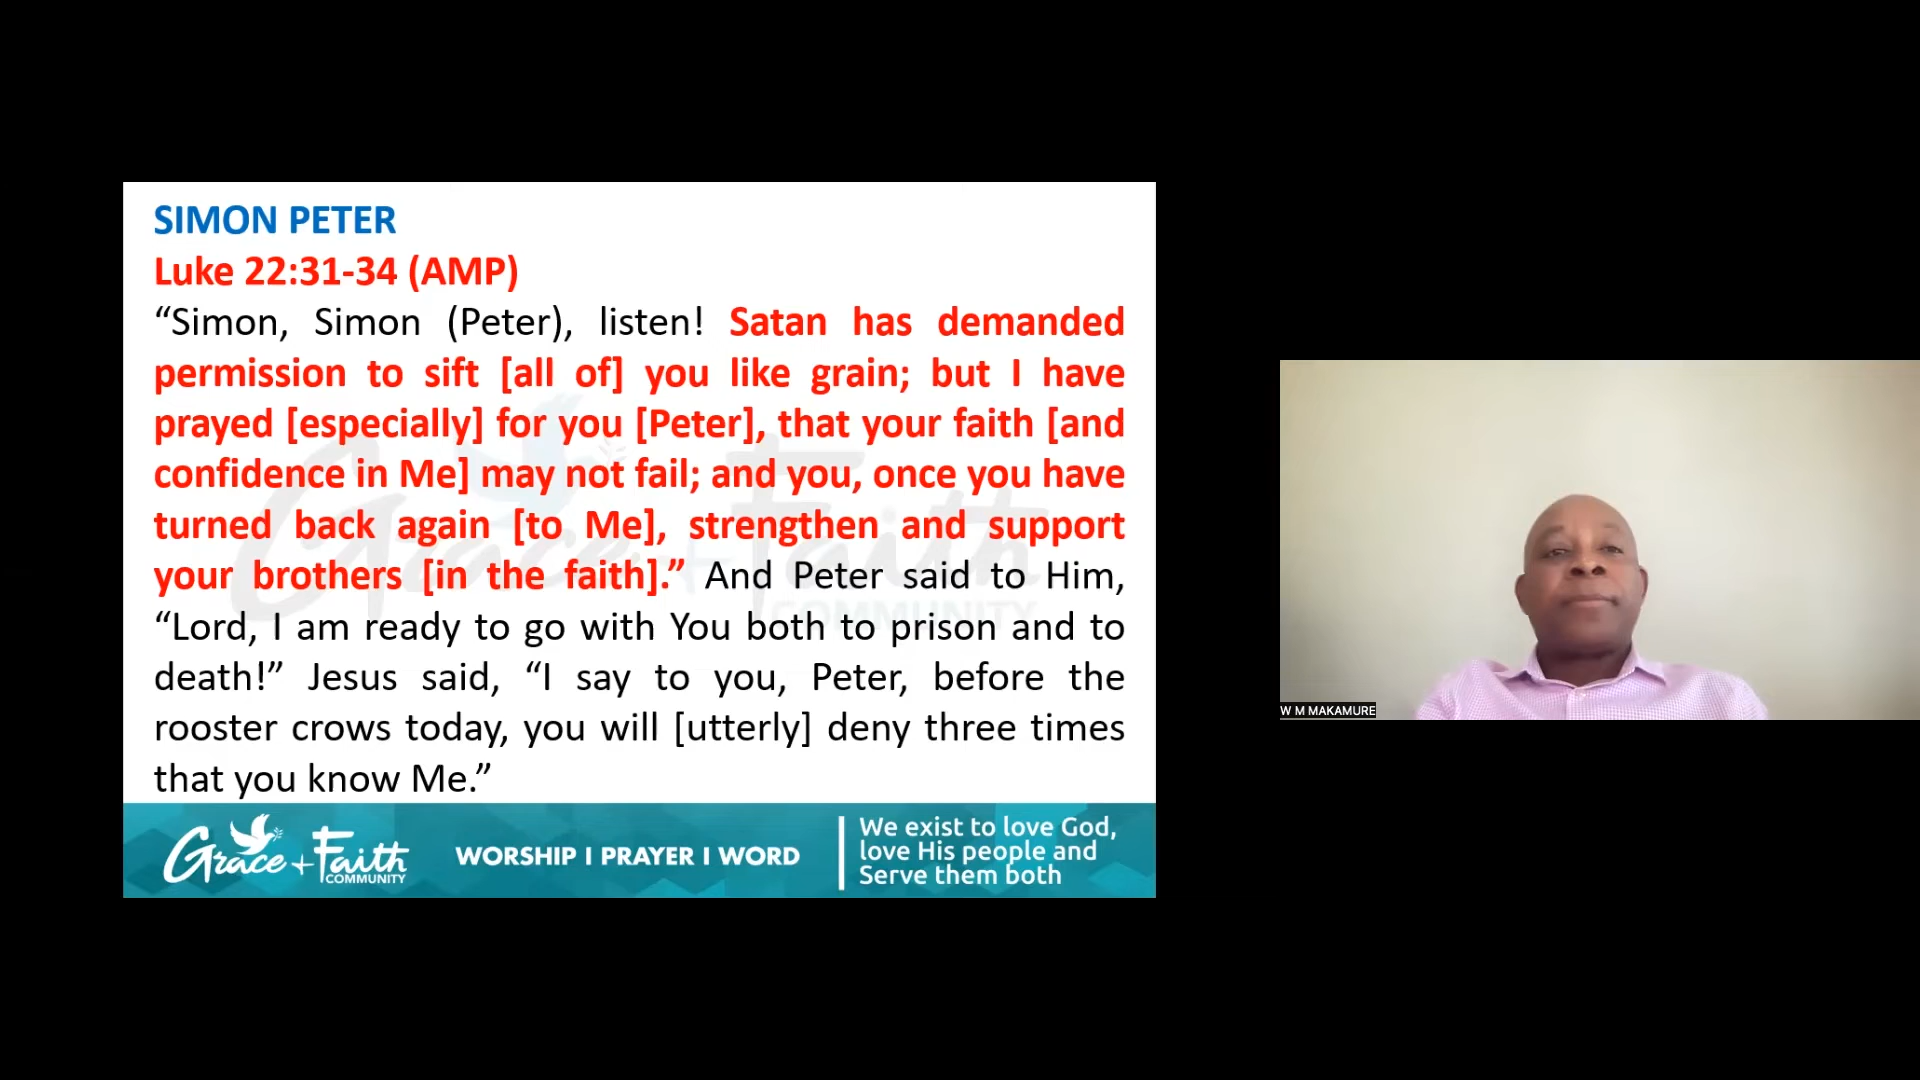 SIMON PETER
Luke 22:31-34 (AMP)
“Simon, Simon (Peter), listen! Satan has demanded
permission to sift [all of] you like grain; but I have
prayed [especially] for you [Peter], that your faith [and
confidence in Me] may not fail; and you, once you have
turned back again [to Me], strengthen and support
your brothers [in the faith].” And Peter said to Him,
“Lord, I am ready to go with You both to prison and to
death!” Jesus said, “I say to you, Peter, before the
rooster crows today, you will [utterly] deny three times
that you know Me.”
Grace + Faith
COMMUNITY
WORSHIP | PRAYER | WORD
We exist to love God,
love His people and
Serve them both
W M MAKAMURE